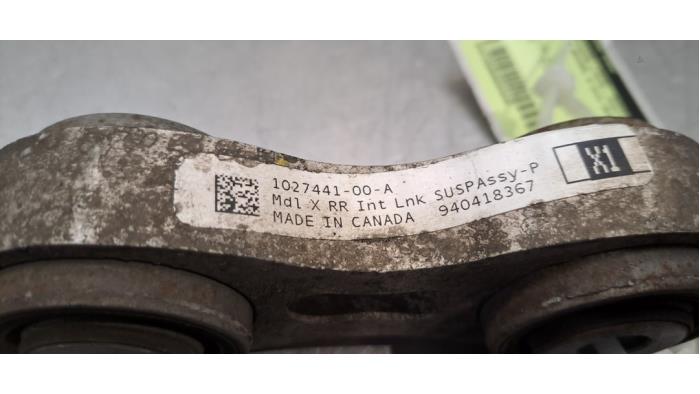 1027441-00-A
Mdl X RR Int Lnk SUSPAssy-P
MADE IN CANADA 940418367
X1